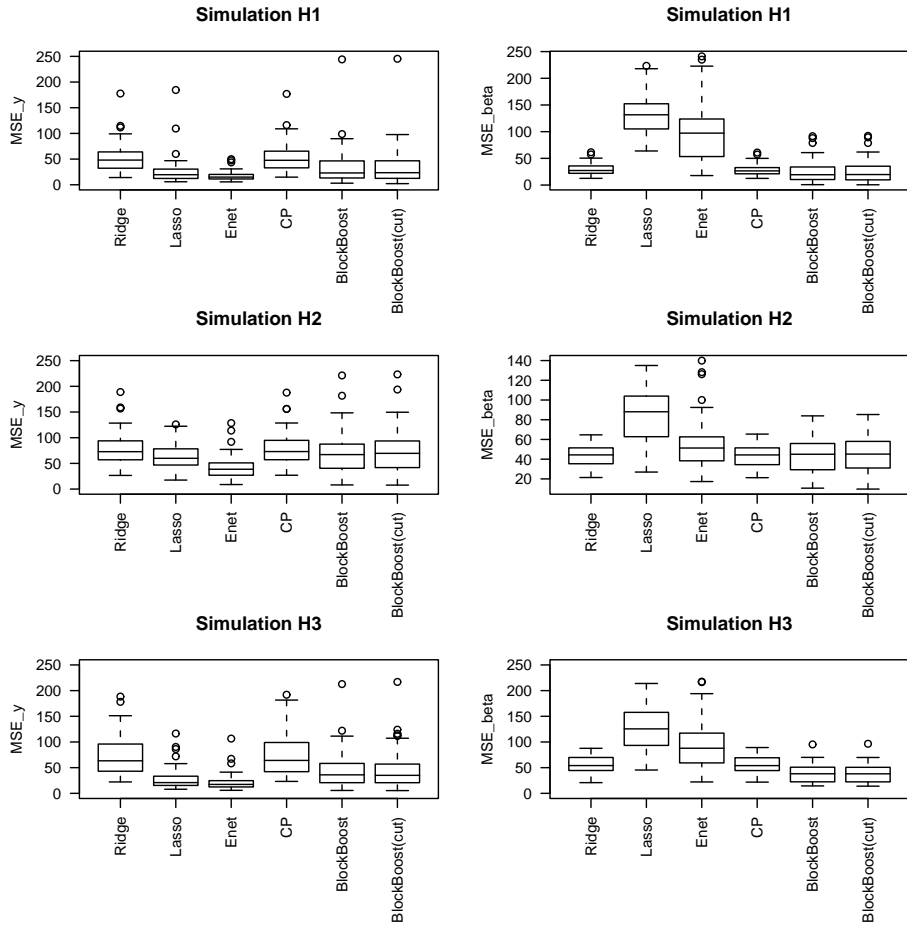 Simulation H1
MSE_y
250
200
150
100
50
0
Ridge
Lasso
Enet
CP
BlockBoost
BlockBoost(cut)
Simulation H1
MSE_beta
250
200
150
100
50
0
Ridge
Lasso
Enet
CP
BlockBoost
BlockBoost(cut)
Simulation H2
MSE_y
250
200
150
100
50
0
Ridge
Lasso
Enet
CP
BlockBoost
BlockBoost(cut)
Simulation H2
MSE_beta
140
120
100
80
60
40
20
Ridge
Lasso
Enet
CP
BlockBoost
BlockBoost(cut)
Simulation H3
MSE_y
250
200
150
100
50
0
Ridge
Lasso
Enet
CP
BlockBoost
BlockBoost(cut)
Simulation H3
MSE_beta
250
200
150
100
50
0
Ridge
Lasso
Enet
CP
BlockBoost
BlockBoost(cut)